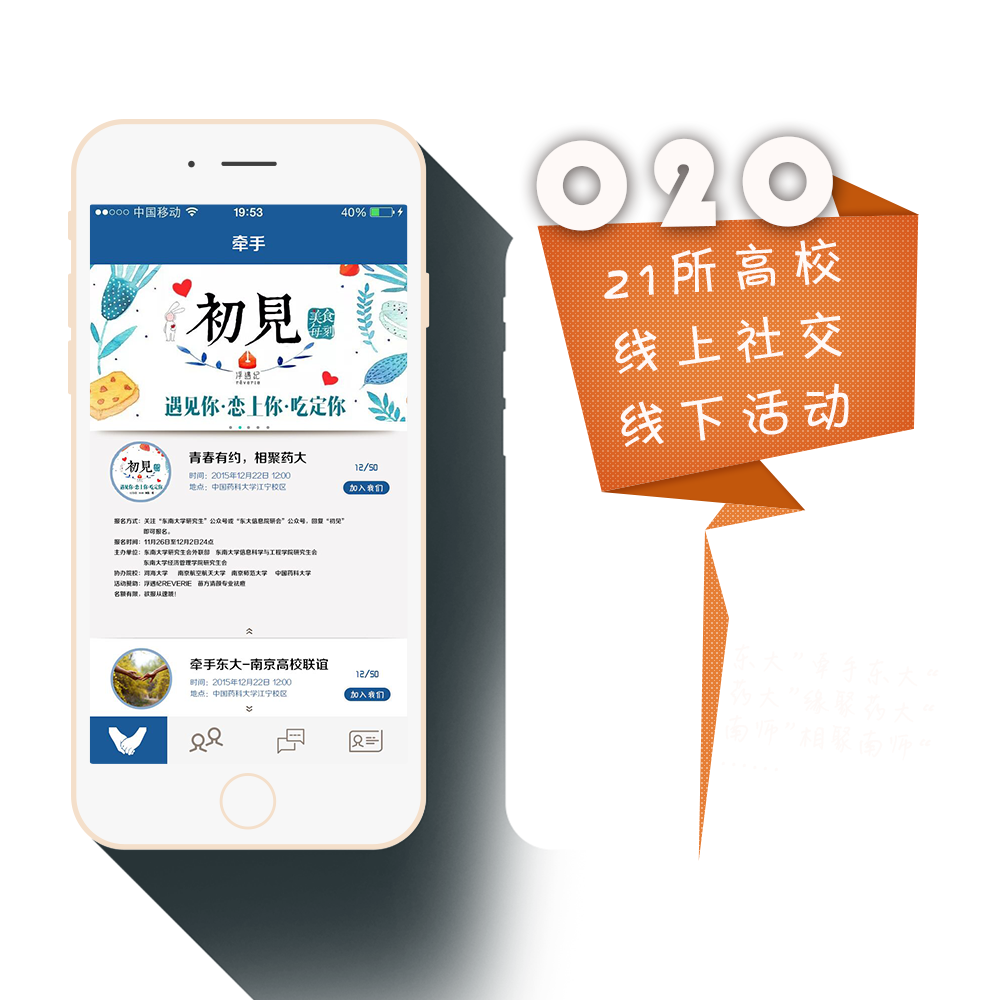 中国移动
19:53
40%
牵手
初見
美食每刻
浮遇纪
rêverie
遇见你·恋上你·吃定你
初見
青春有约，相聚药大
时间：2015年12月22日 12:00
地点：中国药科大学江宁校区
12/50
加入我们
报名方式：关注“东南大学研究生”公众号或“东大信息院研会”公众号，回复“初见”
即可报名。
报名时间：11月26日至12月2日24点
主办单位：东南大学研究生会外联部 东南大学信息科学与工程学院研究生会
东南大学经济管理学院研究生会
协办院校：河海大学 南京航空航天大学 南京师范大学 中国药科大学
活动赞助：浮遇纪REVERIE 苗方清颜专业祛痘
名额有限，欲报从速哦！
牵手东大-南京高校联谊
时间：2015年12月22日 12:00
地点：中国药科大学江宁校区
12/50
加入我们
O2O
21所高校
线上社交
线下活动
东大“牵手东大“
药大“缘聚药大“
南师“相聚南师“
......